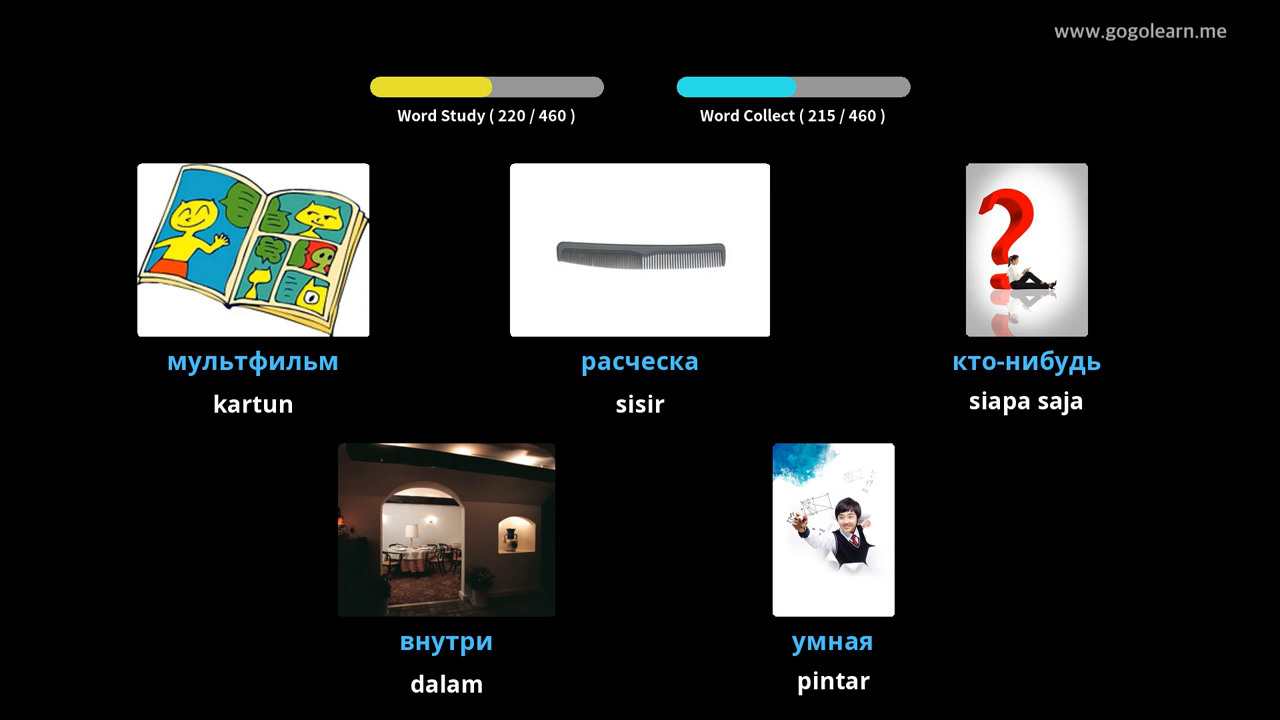 www.gogolearn.me
Word Study ( 220 / 460 )
Word Collect ( 215 / 460 )
мультфильм
расческа
кто-нибудь
kartun
sisir
siapa saja
внутри
умная
dalam
pintar